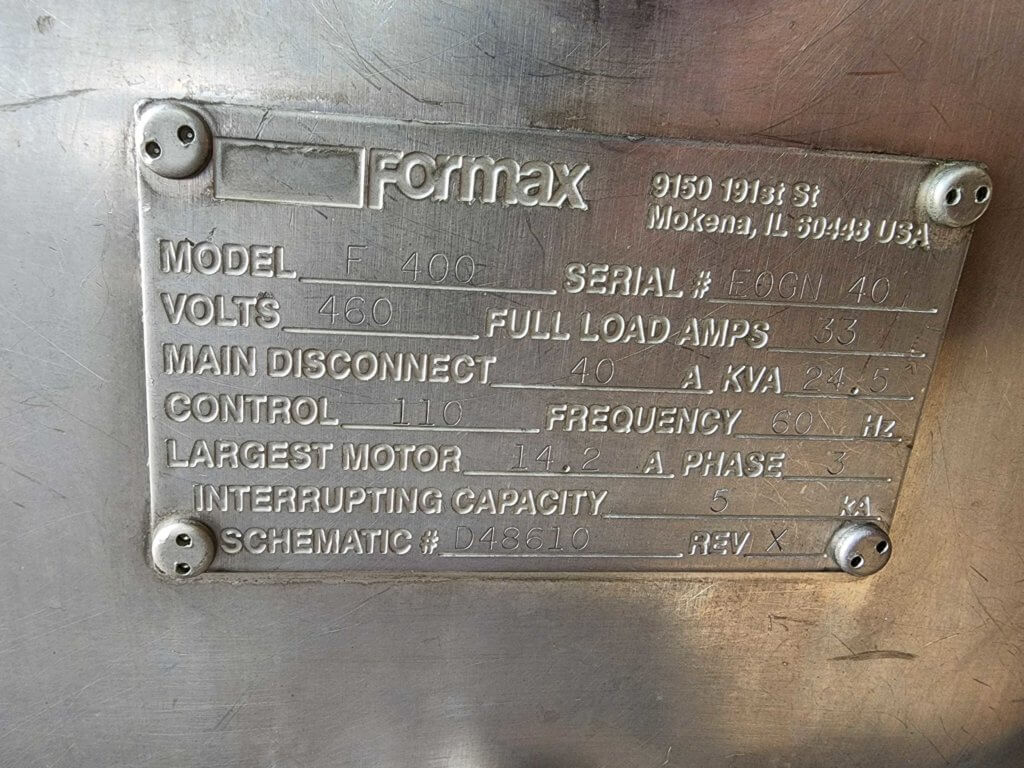 Formax
9150 191st St
Mokena, IL 60448 USA
MODEL F 400 SERIAL # E0GN 40
VOLTS 460 FULL LOAD AMPS 33
MAIN DISCONNECT 40 A KVA 24.5
CONTROL 110 FREQUENCY 60 Hz
LARGEST MOTOR 14.2 A PHASE 3
INTERRUPTING CAPACITY 5 kA
SCHEMATIC # D48610 REV X